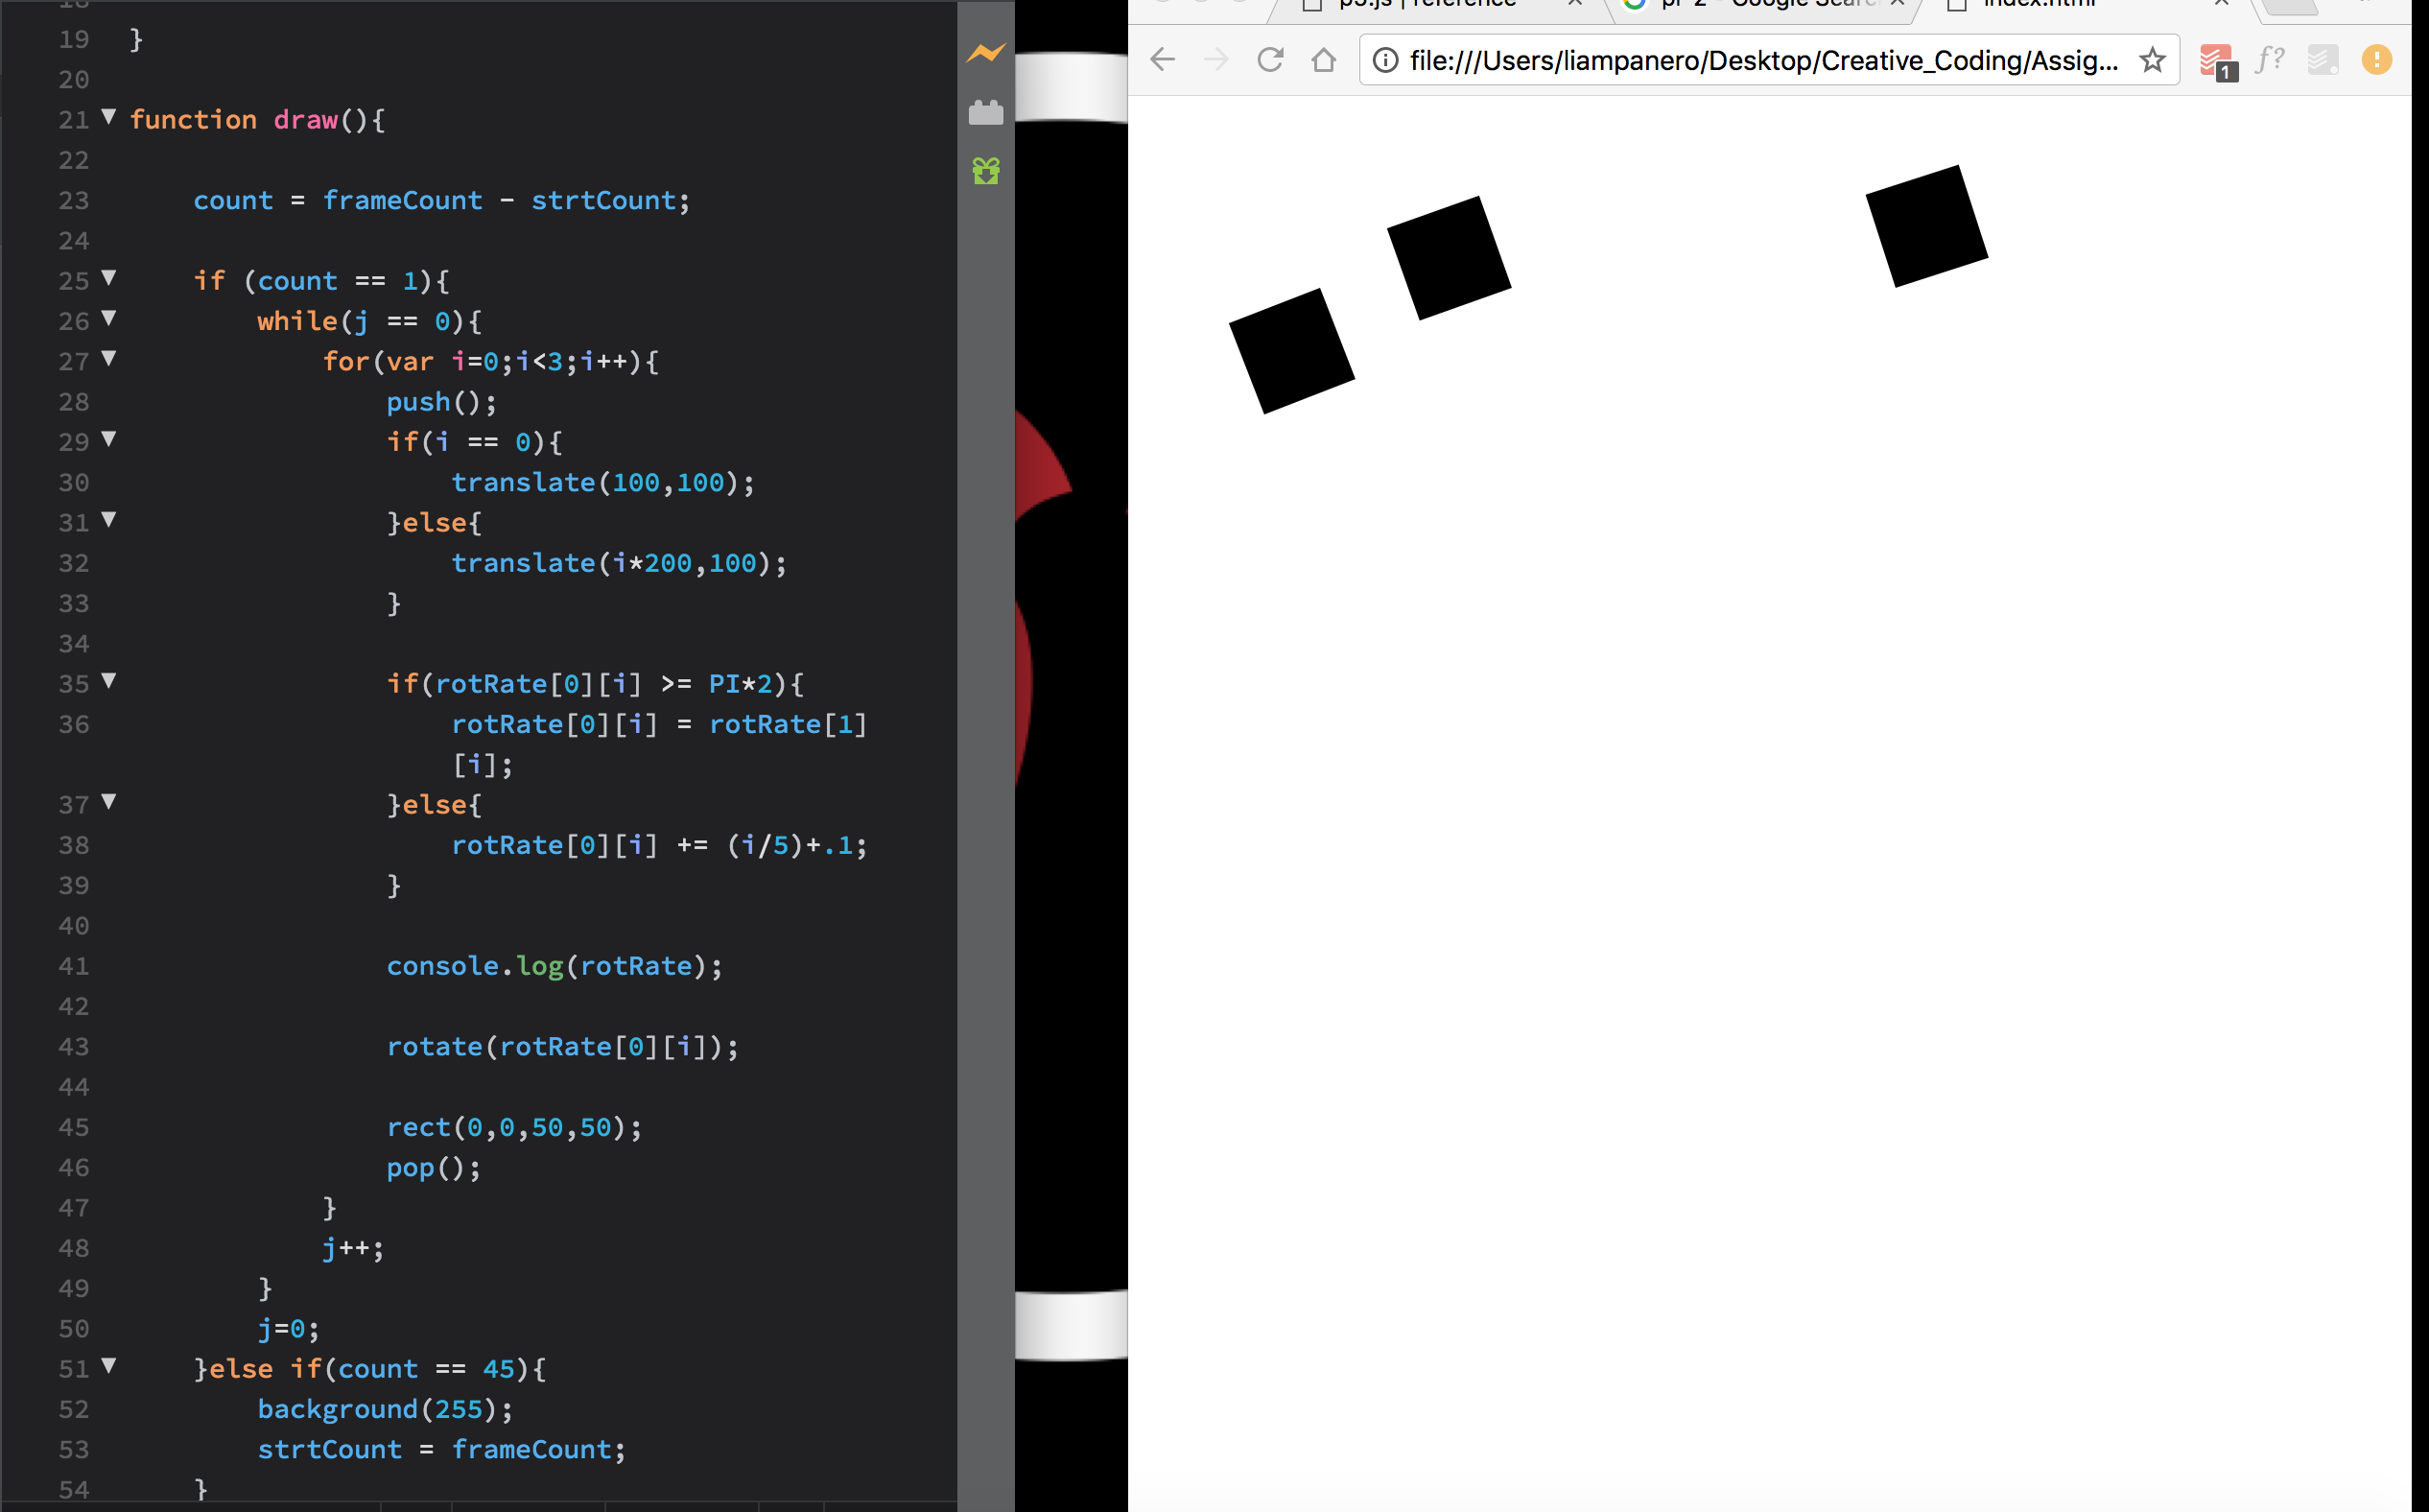 18
19 }
20
21 function draw(){
22
23 count = frameCount - strtCount;
24
25 if (count == 1){
26 while(j == 0){
27 for(var i=0;i<3;i++){
28 push();
29 if(i == 0){
30 translate(100,100);
31 }else{
32 translate(i*200,100);
33 }
34
35 if(rotRate[0][i] >= PI*2){
36 rotRate[0][i] = rotRate[1]
[i];
37 }else{
38 rotRate[0][i] += (i/5)+.1;
39 }
40
41 console.log(rotRate);
42
43 rotate(rotRate[0][i]);
44
45 rect(0,0,50,50);
46 pop();
47 }
48 j++;
49 }
50 j=0;
51 }else if(count == 45){
52 background(255);
53 strtCount = frameCount;
54 }
p5.js | reference
pi*2 - Google Searc
index.html
file:///Users/liampanero/Desktop/Creative_Coding/Assig...
1
f?